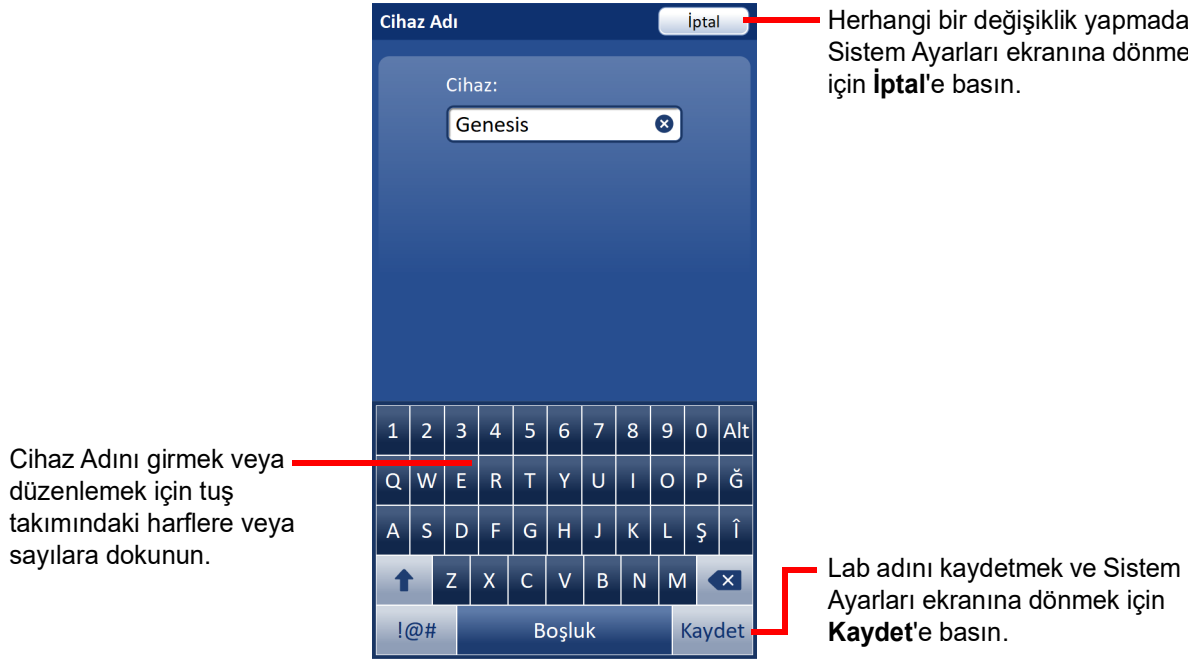 Cihaz Adı
İptal
Herhangi bir değişiklik yapmada
Sistem Ayarları ekranına dönme
için İptal'e basın.
Cihaz:
Genesis
1 2 3 4 5 6 7 8 9 0 Alt
Q W E R T Y U I O P Ğ
A S D F G H J K L Ş Î
Z X C V B N M
!@# Boşluk Kaydet
Cihaz Adını girmek veya
düzenlemek için tuş
takımındaki harflere veya
sayılara dokunun.
Lab adını kaydetmek ve Sistem
Ayarları ekranına dönmek için
Kaydet'e basın.